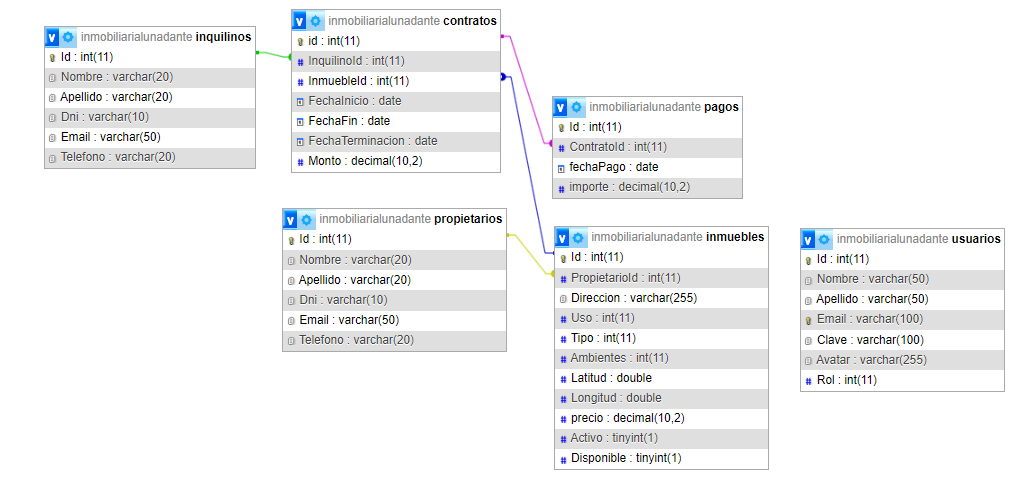 inmobiliarialunadante inquilinos
Id : int(11)
Nombre : varchar(20)
Apellido : varchar(20)
Dni : varchar(10)
Email : varchar(50)
Telefono : varchar(20)
inmobiliarialunadante contratos
id : int(11)
InquilinoId : int(11)
InmuebleId : int(11)
FechaInicio : date
FechaFin : date
FechaTerminacion : date
Monto : decimal(10,2)
inmobiliarialunadante pagos
Id : int(11)
ContratoId : int(11)
fechaPago : date
importe : decimal(10,2)
inmobiliarialunadante propietarios
Id : int(11)
Nombre : varchar(20)
Apellido : varchar(20)
Dni : varchar(10)
Email : varchar(50)
Telefono : varchar(20)
inmobiliarialunadante inmuebles
Id : int(11)
PropietarioId : int(11)
Direccion : varchar(255)
Uso : int(11)
Tipo : int(11)
Ambientes : int(11)
Latitud : double
Longitud : double
precio : decimal(10,2)
Activo : tinyint(1)
Disponible : tinyint(1)
inmobiliarialunadante usuarios
Id : int(11)
Nombre : varchar(50)
Apellido : varchar(50)
Email : varchar(100)
Clave : varchar(100)
Avatar : varchar(255)
Rol : int(11)